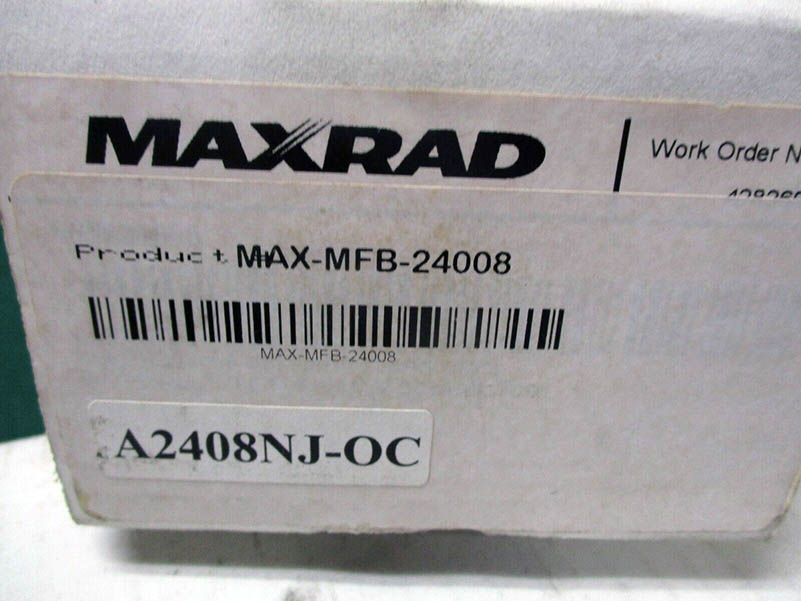 MAXRAD
Work Order N
Product # MAX-MFB-24008
MAX-MFB-24008
A2408NJ-OC